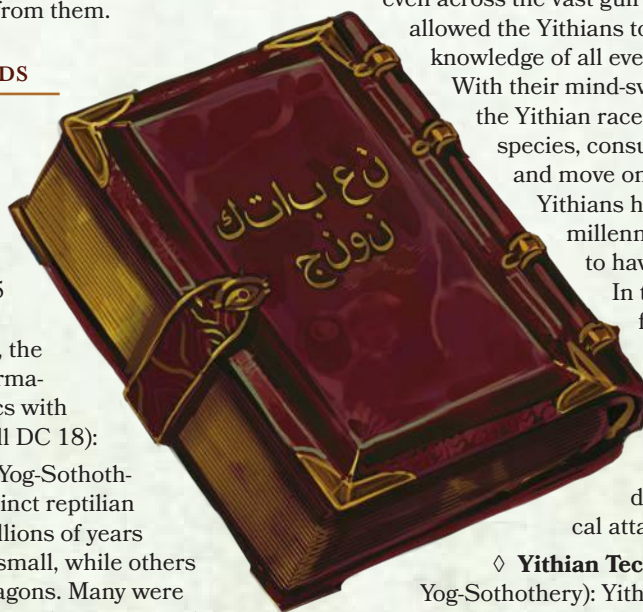 from them.
DS
5
, the
rma-
cs with
ll DC 18):
Yog-Sothoth-
tinct reptilian
llions of years
small, while others
agons. Many were
نع باتك
نونج
even across the vast gulf
allowed the Yithians to
knowledge of all eve
With their mind-sw
the Yithian race
species, consu
and move on
Yithians h
millenn
to hav
In t
f
d
cal atta
◊ Yithian Tec
Yog-Sothothery): Yith